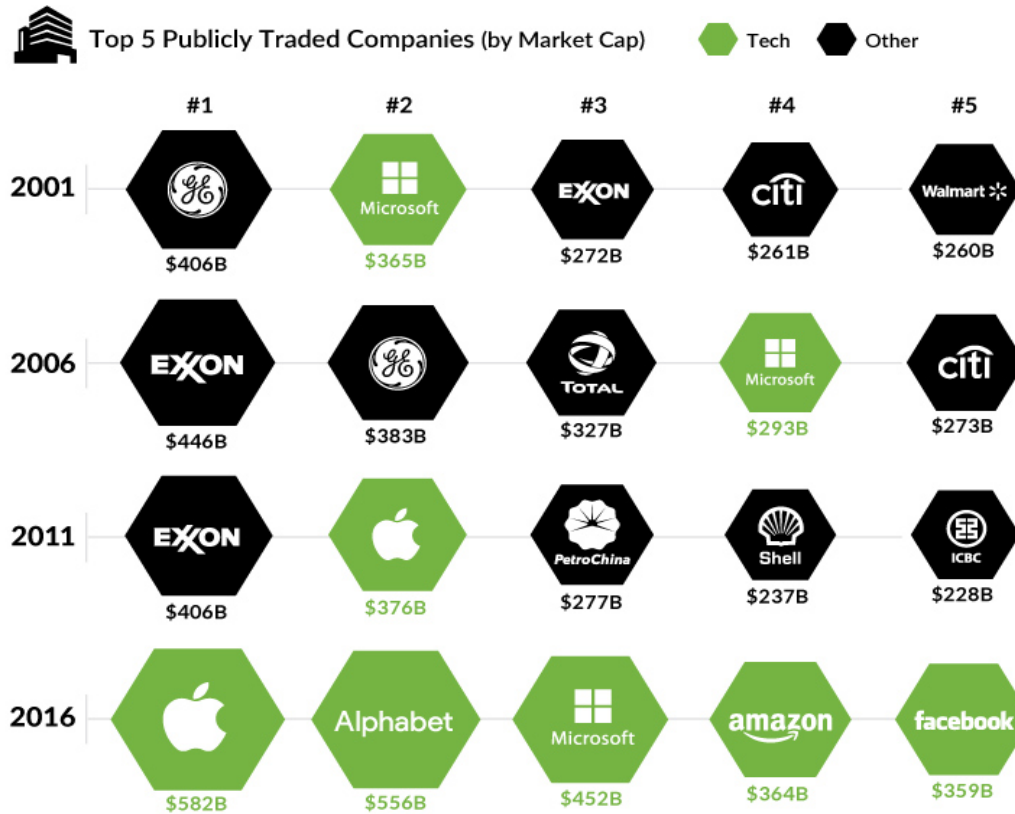 Top 5 Publicly Traded Companies (by Market Cap)
Tech
Other
#1 #2 #3 #4 #5
2001
GE
Microsoft
EXXON
citi
Walmart
$406B $365B $272B $261B $260B
2006
EXXON
GE
TOTAL
Microsoft
citi
$446B $383B $327B $293B $273B
2011
EXXON
PetroChina
Shell
ICBC
$406B $376B $277B $237B $228B
2016
Alphabet
Microsoft
amazon
facebook
$582B $556B $452B $364B $359B